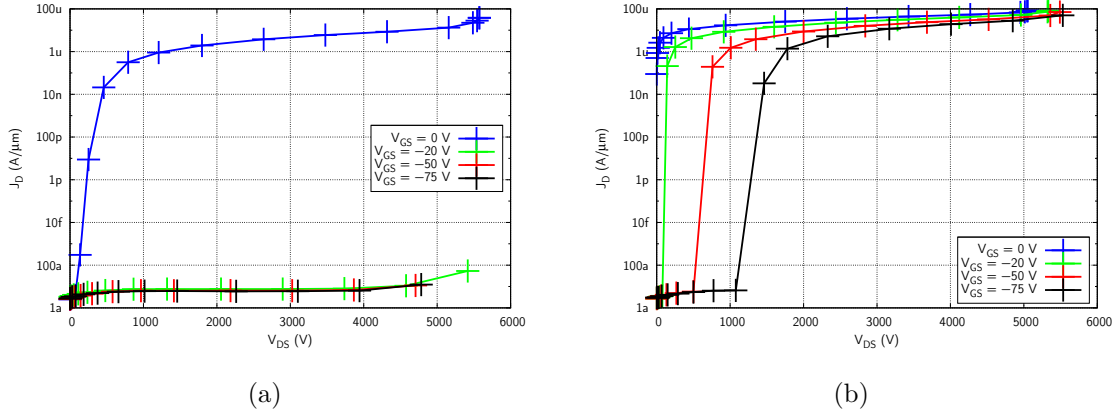 100u
1u
10n
100p
1p
10f
100a
1a
0
1000
2000
3000
4000
5000
6000
J_D (A/μm)
V_DS (V)
V_GS = 0 V
V_GS = −20 V
V_GS = −50 V
V_GS = −75 V
(a)
100u
1u
10n
100p
1p
10f
100a
1a
0
1000
2000
3000
4000
5000
6000
J_D (A/μm)
V_DS (V)
V_GS = 0 V
V_GS = −20 V
V_GS = −50 V
V_GS = −75 V
(b)